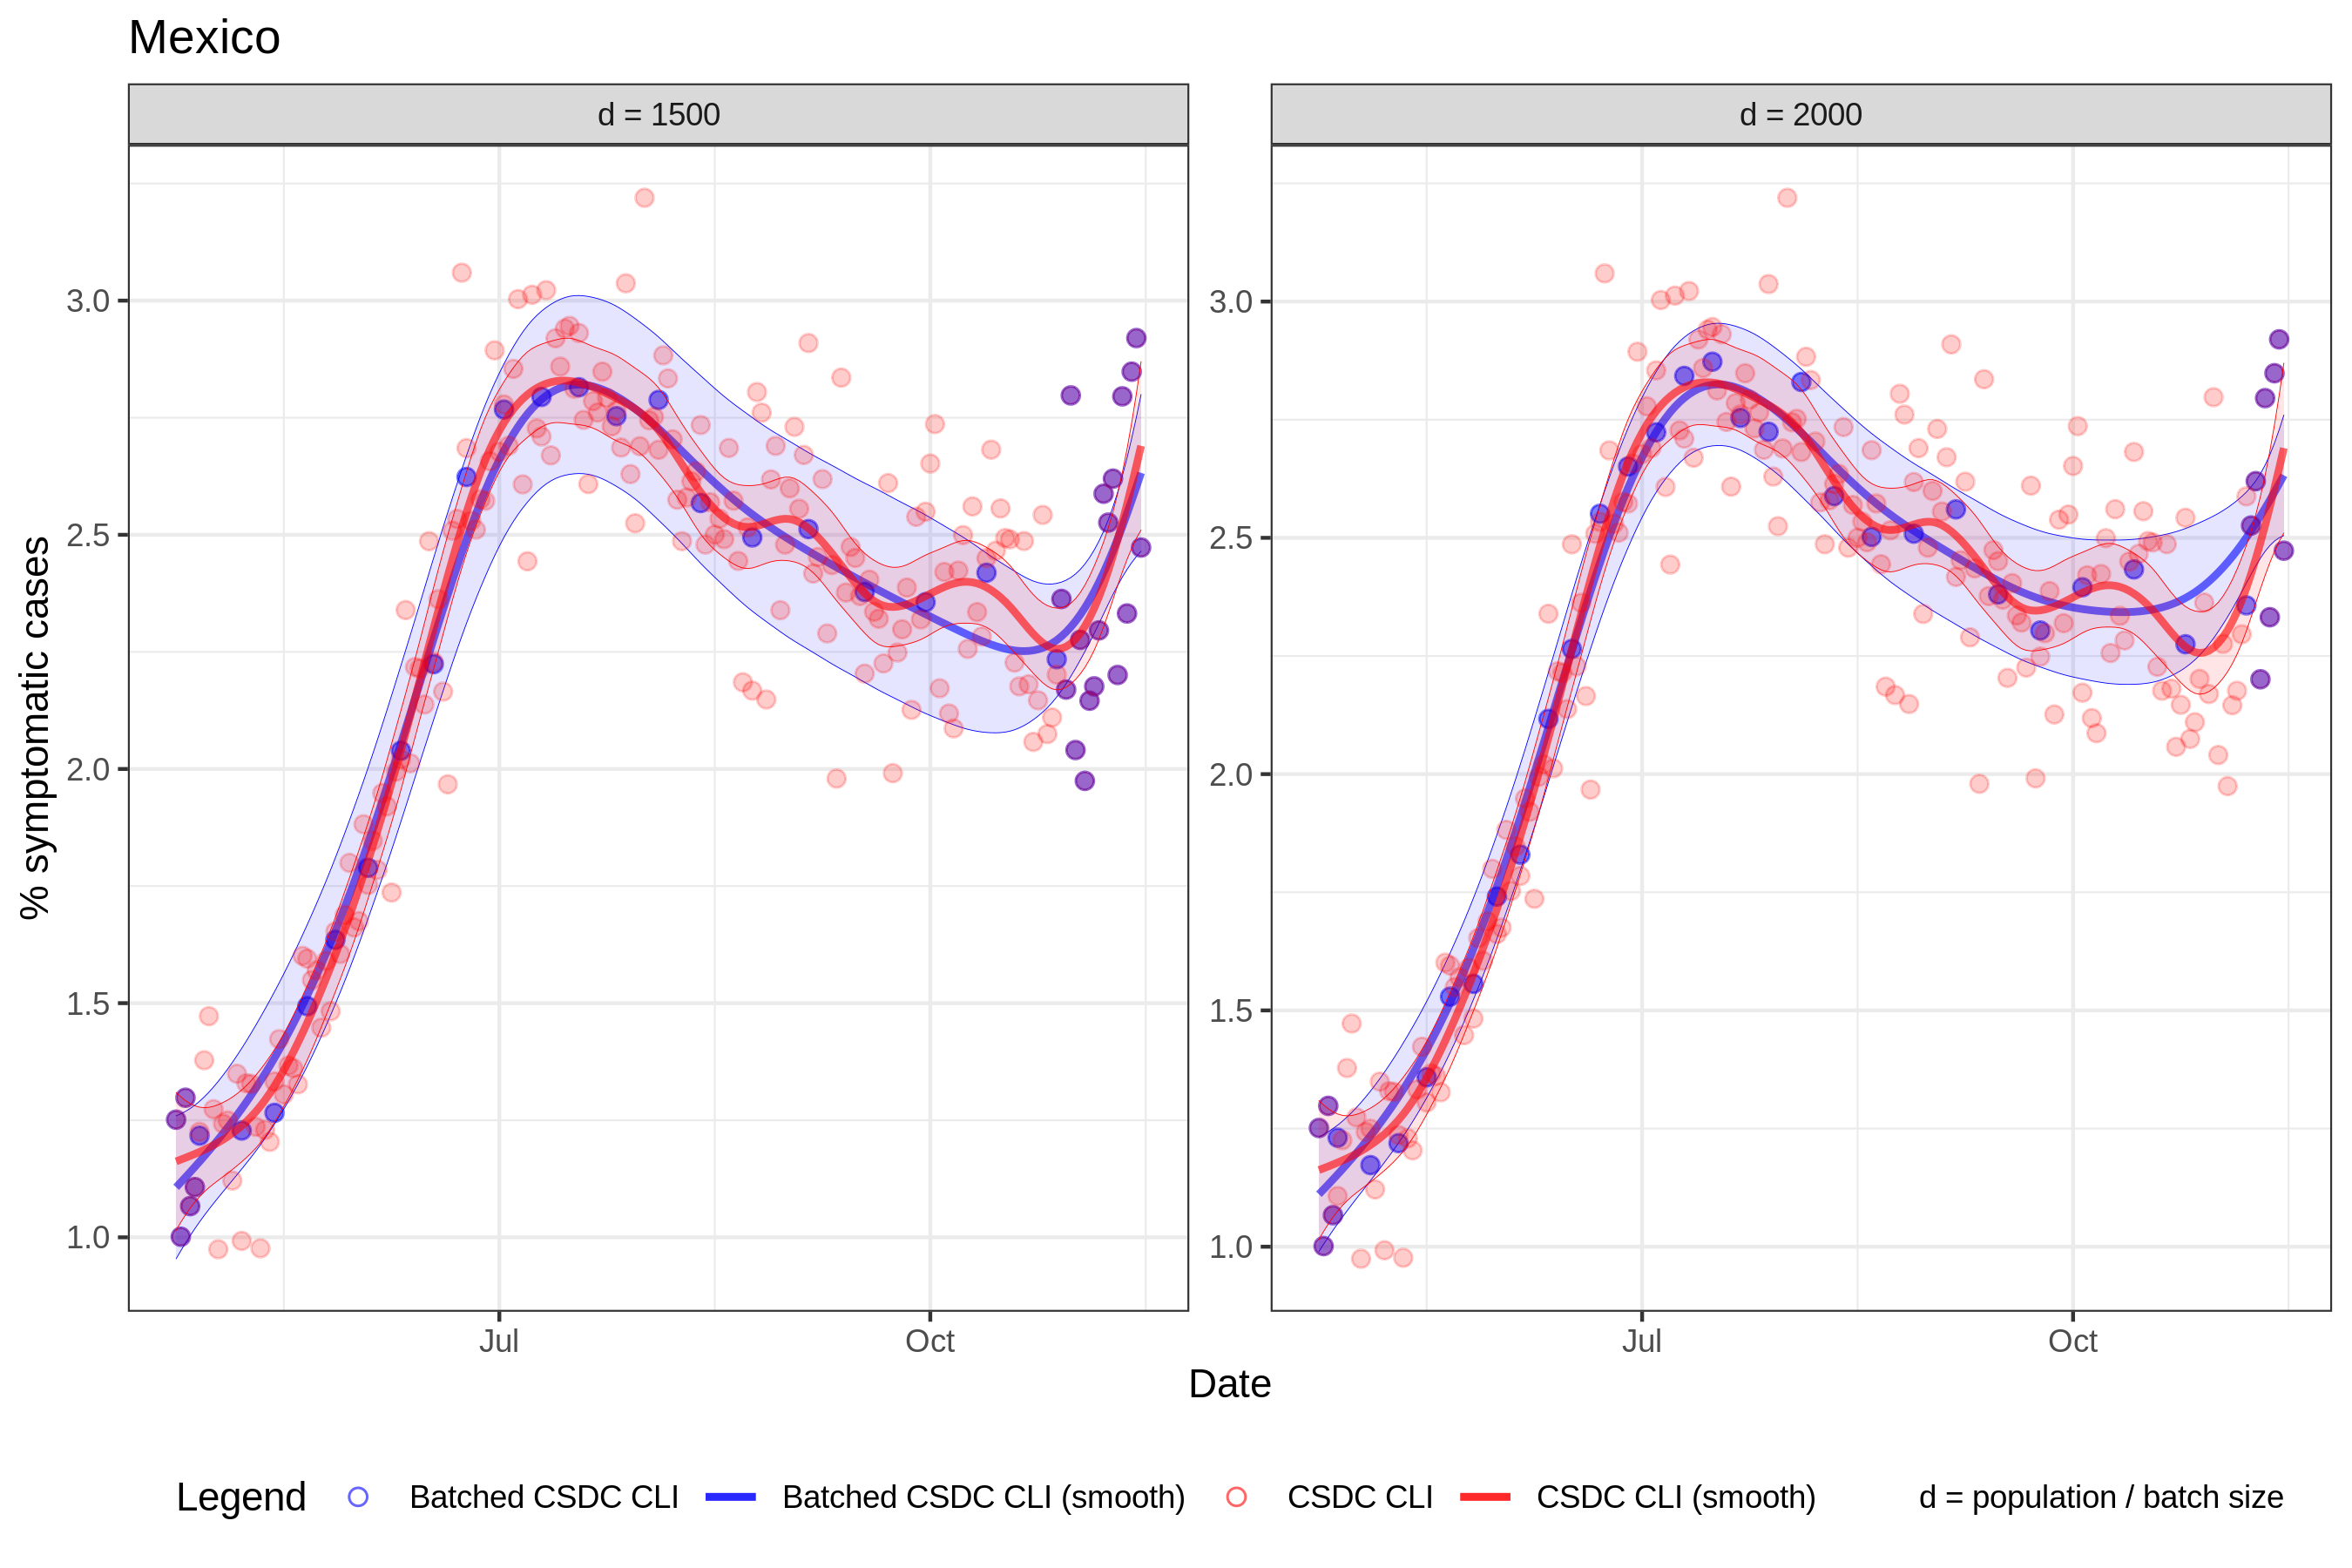 Mexico
d = 1500
d = 2000
% symptomatic cases
3.0
2.5
2.0
1.5
1.0
3.0
2.5
2.0
1.5
1.0
Jul
Oct
Jul
Oct
Date
Legend Batched CSDC CLI Batched CSDC CLI (smooth) CSDC CLI CSDC CLI (smooth) d = population / batch size